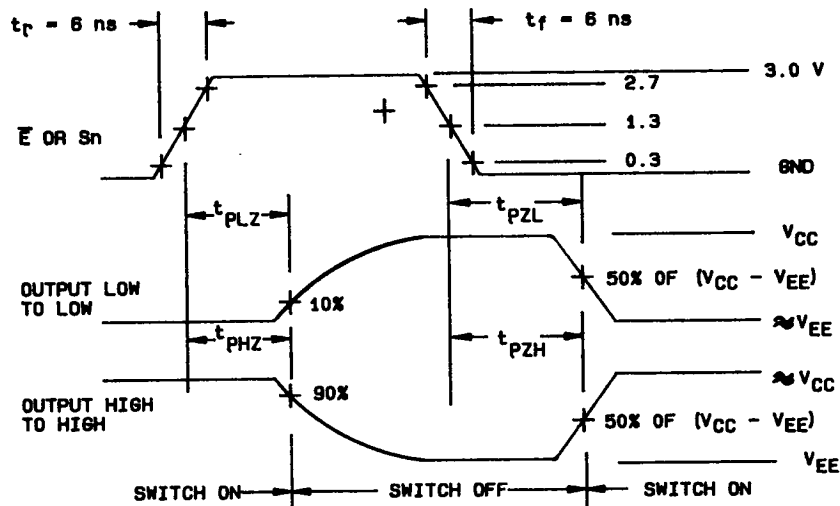 tr = 6 ns
tf = 6 ns
3.0 V
2.7
E̅ OR Sn
1.3
0.3
GND
tPLZ
tPZL
VCC
OUTPUT LOW
TO LOW
10%
50% OF (VCC - VEE)
≈VEE
tPHZ
tPZH
≈VCC
OUTPUT HIGH
TO HIGH
90%
50% OF (VCC - VEE)
VEE
SWITCH ON
SWITCH OFF
SWITCH ON